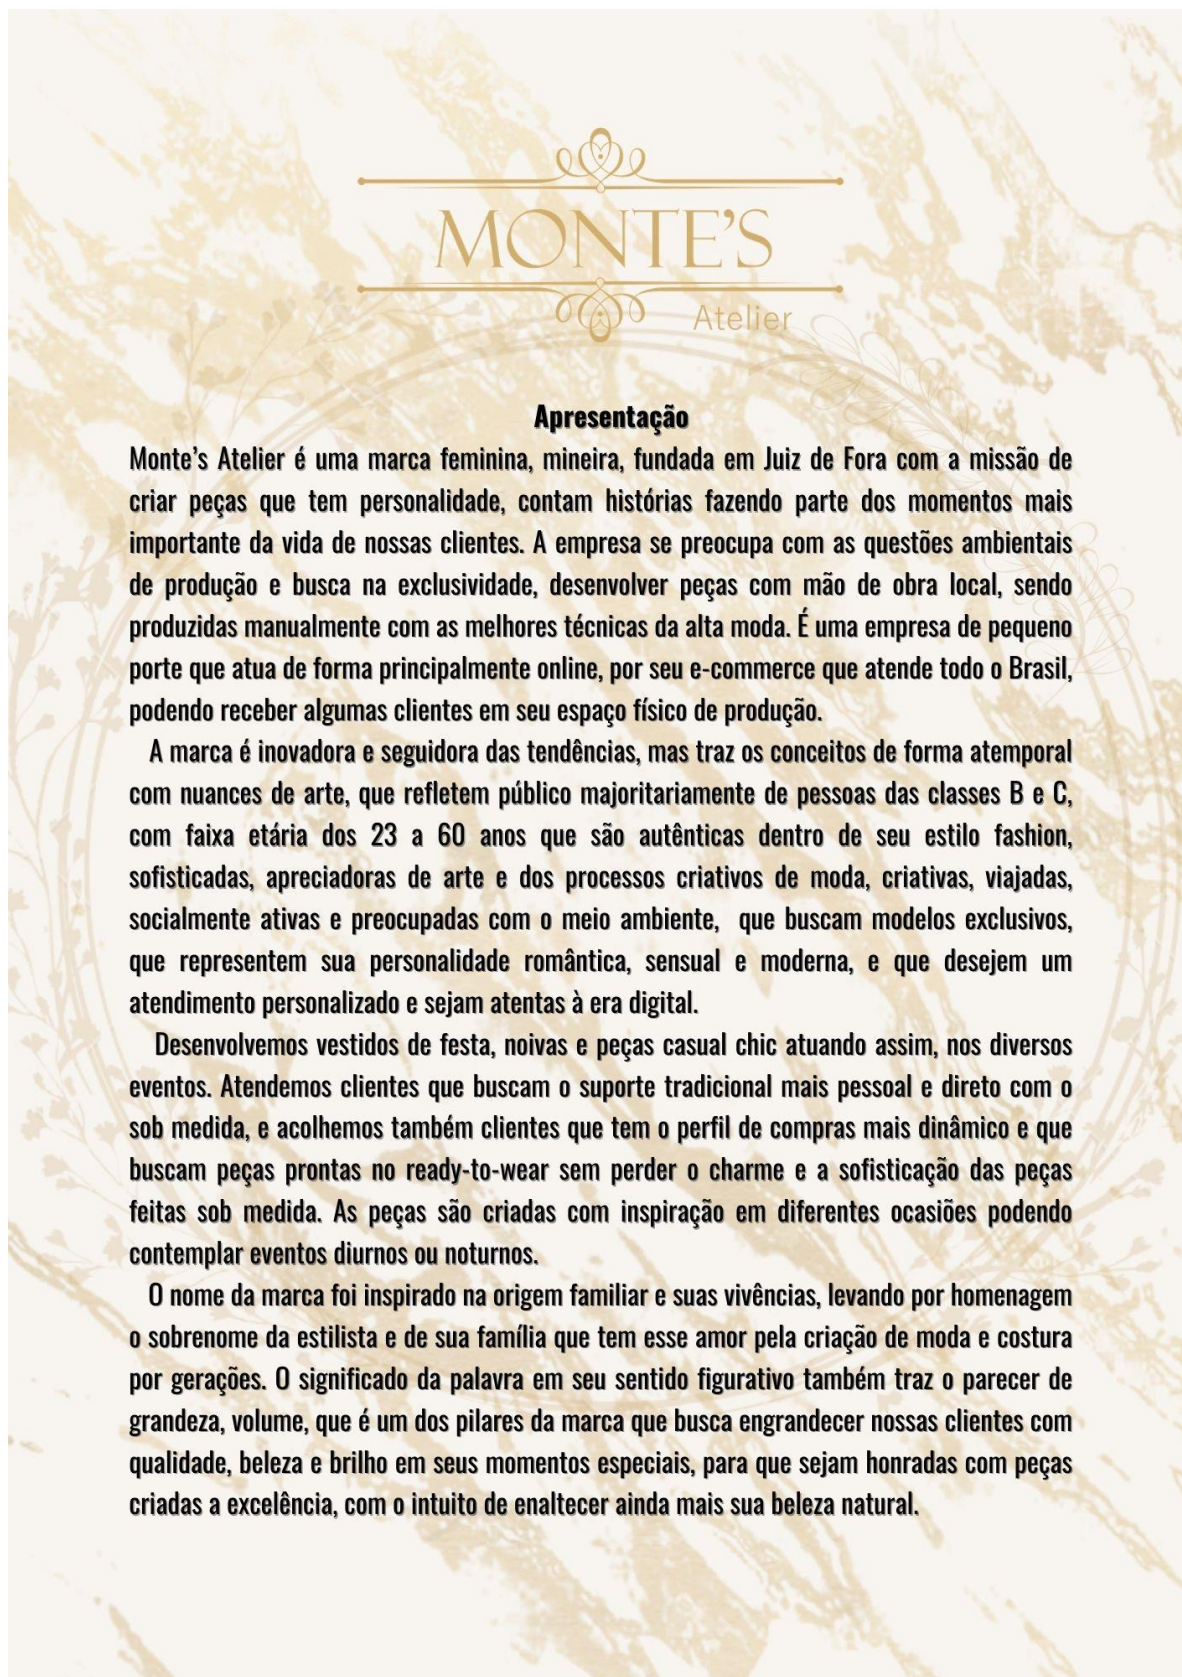 MONTE'S
Atelier
Apresentação
Monte’s Atelier é uma marca feminina, mineira, fundada em Juiz de Fora com a missão de
criar peças que tem personalidade, contam histórias fazendo parte dos momentos mais
importante da vida de nossas clientes. A empresa se preocupa com as questões ambientais
de produção e busca na exclusividade, desenvolver peças com mão de obra local, sendo
produzidas manualmente com as melhores técnicas da alta moda. É uma empresa de pequeno
porte que atua de forma principalmente online, por seu e-commerce que atende todo o Brasil,
podendo receber algumas clientes em seu espaço físico de produção.
A marca é inovadora e seguidora das tendências, mas traz os conceitos de forma atemporal
com nuances de arte, que refletem público majoritariamente de pessoas das classes B e C,
com faixa etária dos 23 a 60 anos que são autênticas dentro de seu estilo fashion,
sofisticadas, apreciadoras de arte e dos processos criativos de moda, criativas, viajadas,
socialmente ativas e preocupadas com o meio ambiente, que buscam modelos exclusivos,
que representem sua personalidade romântica, sensual e moderna, e que desejem um
atendimento personalizado e sejam atentas à era digital.
Desenvolvemos vestidos de festa, noivas e peças casual chic atuando assim, nos diversos
eventos. Atendemos clientes que buscam o suporte tradicional mais pessoal e direto com o
sob medida, e acolhemos também clientes que tem o perfil de compras mais dinâmico e que
buscam peças prontas no ready-to-wear sem perder o charme e a sofisticação das peças
feitas sob medida. As peças são criadas com inspiração em diferentes ocasiões podendo
contemplar eventos diurnos ou noturnos.
O nome da marca foi inspirado na origem familiar e suas vivências, levando por homenagem
o sobrenome da estilista e de sua família que tem esse amor pela criação de moda e costura
por gerações. O significado da palavra em seu sentido figurativo também traz o parecer de
grandeza, volume, que é um dos pilares da marca que busca engrandecer nossas clientes com
qualidade, beleza e brilho em seus momentos especiais, para que sejam honradas com peças
criadas a excelência, com o intuito de enaltecer ainda mais sua beleza natural.